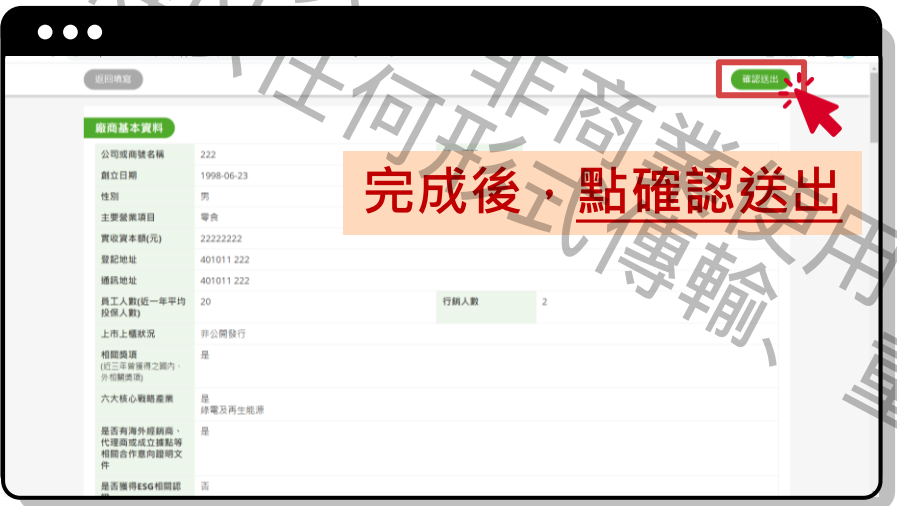 返回填寫
確認送出
廠商基本資料
公司或商號名稱 222
創立日期 1998-06-23
性別 男
完成後，點確認送出
主要營業項目 零食
實收資本額(元) 22222222
登記地址 401011 222
通訊地址 401011 222
員工人數(近一年平均投保人數) 20 行銷人數 2
上市上櫃狀況 非公開發行
相關獎項 是
(近三年曾獲得之國內、
外相關獎項)
六大核心戰略產業 是
綠電及再生能源
是否有海外經銷商、 是
代理商或成立據點等
相關合作意向證明文
件
是否獲得ESG相關認 否
非商業使用
任何形式傳輸、